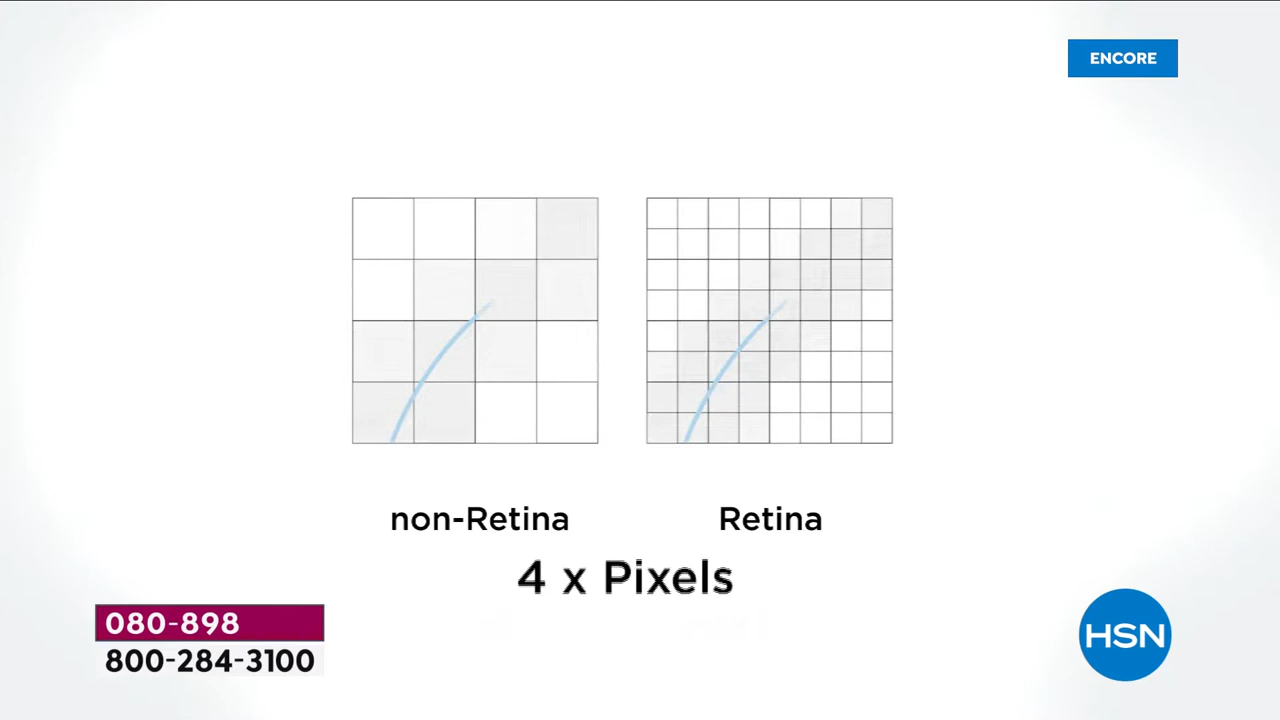 ENCORE
non-Retina
Retina
4 x Pixels
080-898
800-284-3100
HSN